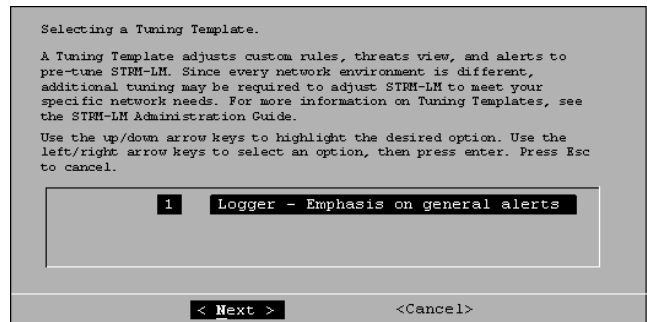 Selecting a Tuning Template.
A Tuning Template adjusts custom rules, threats view, and alerts to
pre-tune STRM-LM. Since every network environment is different,
additional tuning may be required to adjust STRM-LM to meet your
specific network needs. For more information on Tuning Templates, see
the STRM-LM Administration Guide.
Use the up/down arrow keys to highlight the desired option. Use the
left/right arrow keys to select an option, then press enter. Press Esc
to cancel.
1 Logger - Emphasis on general alerts
< Next > <Cancel>